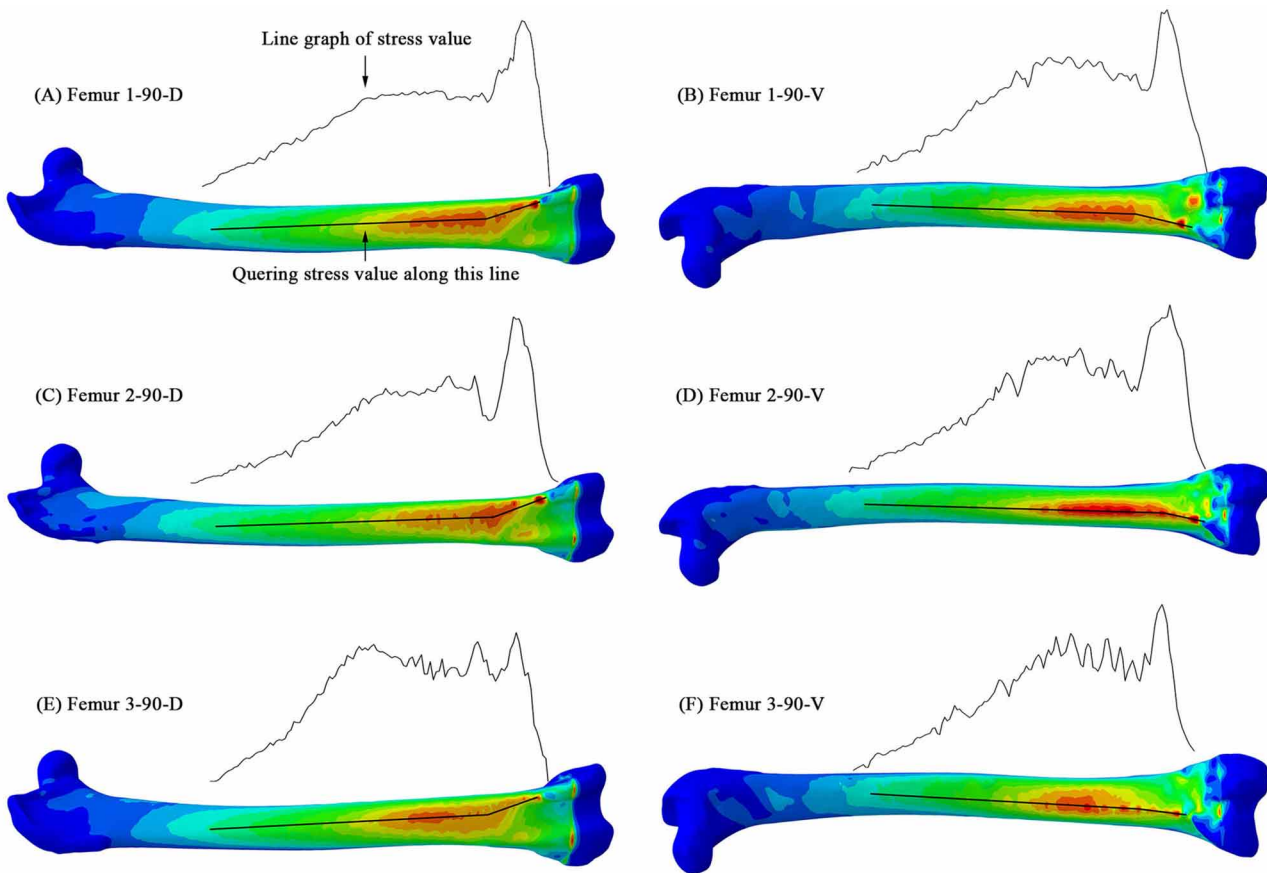 Line graph of stress value
(A) Femur 1-90-D
(B) Femur 1-90-V
Quering stress value along this line
(C) Femur 2-90-D
(D) Femur 2-90-V
(E) Femur 3-90-D
(F) Femur 3-90-V